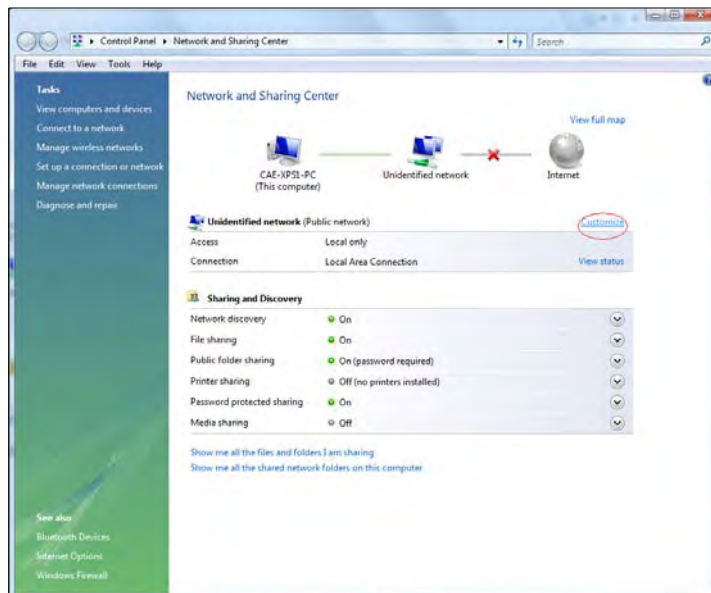 Control Panel ▸ Network and Sharing Center
Search
File Edit View Tools Help
Tasks
View computers and devices
Connect to a network
Manage wireless networks
Set up a connection or network
Manage network connections
Diagnose and repair
See also
Bluetooth Devices
Internet Options
Windows Firewall
Network and Sharing Center
View full map
CAE-XPS1-PC
(This computer)
Unidentified network
Internet
Unidentified network (Public network)
Customize
Access Local only
Connection Local Area Connection View status
Sharing and Discovery
Network discovery On
File sharing On
Public folder sharing On (password required)
Printer sharing Off (no printers installed)
Password protected sharing On
Media sharing Off
Show me all the files and folders I am sharing
Show me all the shared network folders on this computer